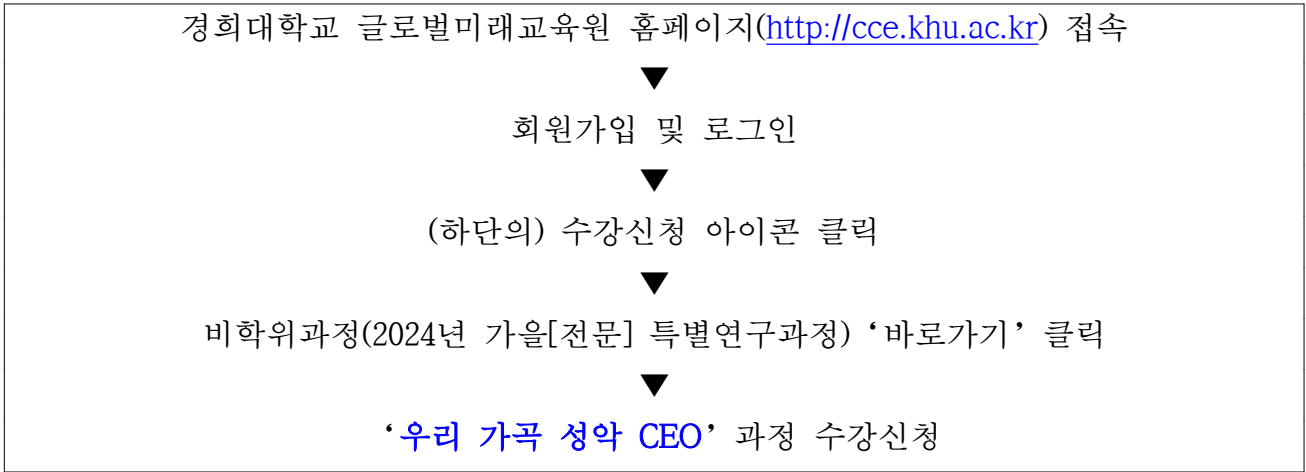 경희대학교 글로벌미래교육원 홈페이지(http://cce.khu.ac.kr) 접속
▼
회원가입 및 로그인
▼
(하단의) 수강신청 아이콘 클릭
▼
비학위과정(2024년 가을[전문] 특별연구과정) ‘바로가기’ 클릭
▼
‘우리 가곡 성악 CEO’ 과정 수강신청